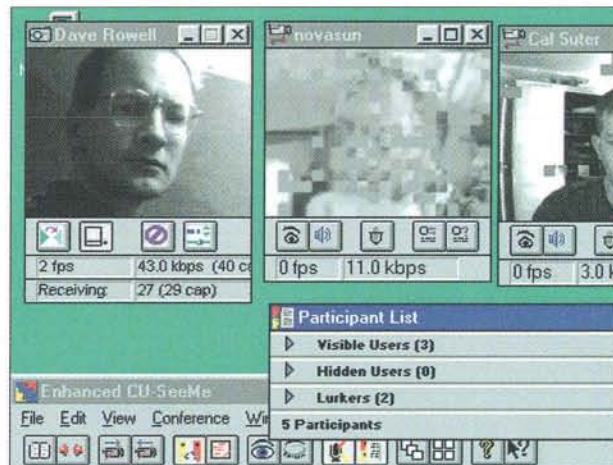 Dave Rowell
novasun
Cal Suter
2 fps 43.0 kbps (40 ca
0 fps 11.0 kbps
0 fps 3.0 k
Receiving: 27 (29 cap)
Participant List
Visible Users (3)
Hidden Users (0)
Lurkers (2)
5 Participants
Enhanced CU-SeeMe
File Edit View Conference Win